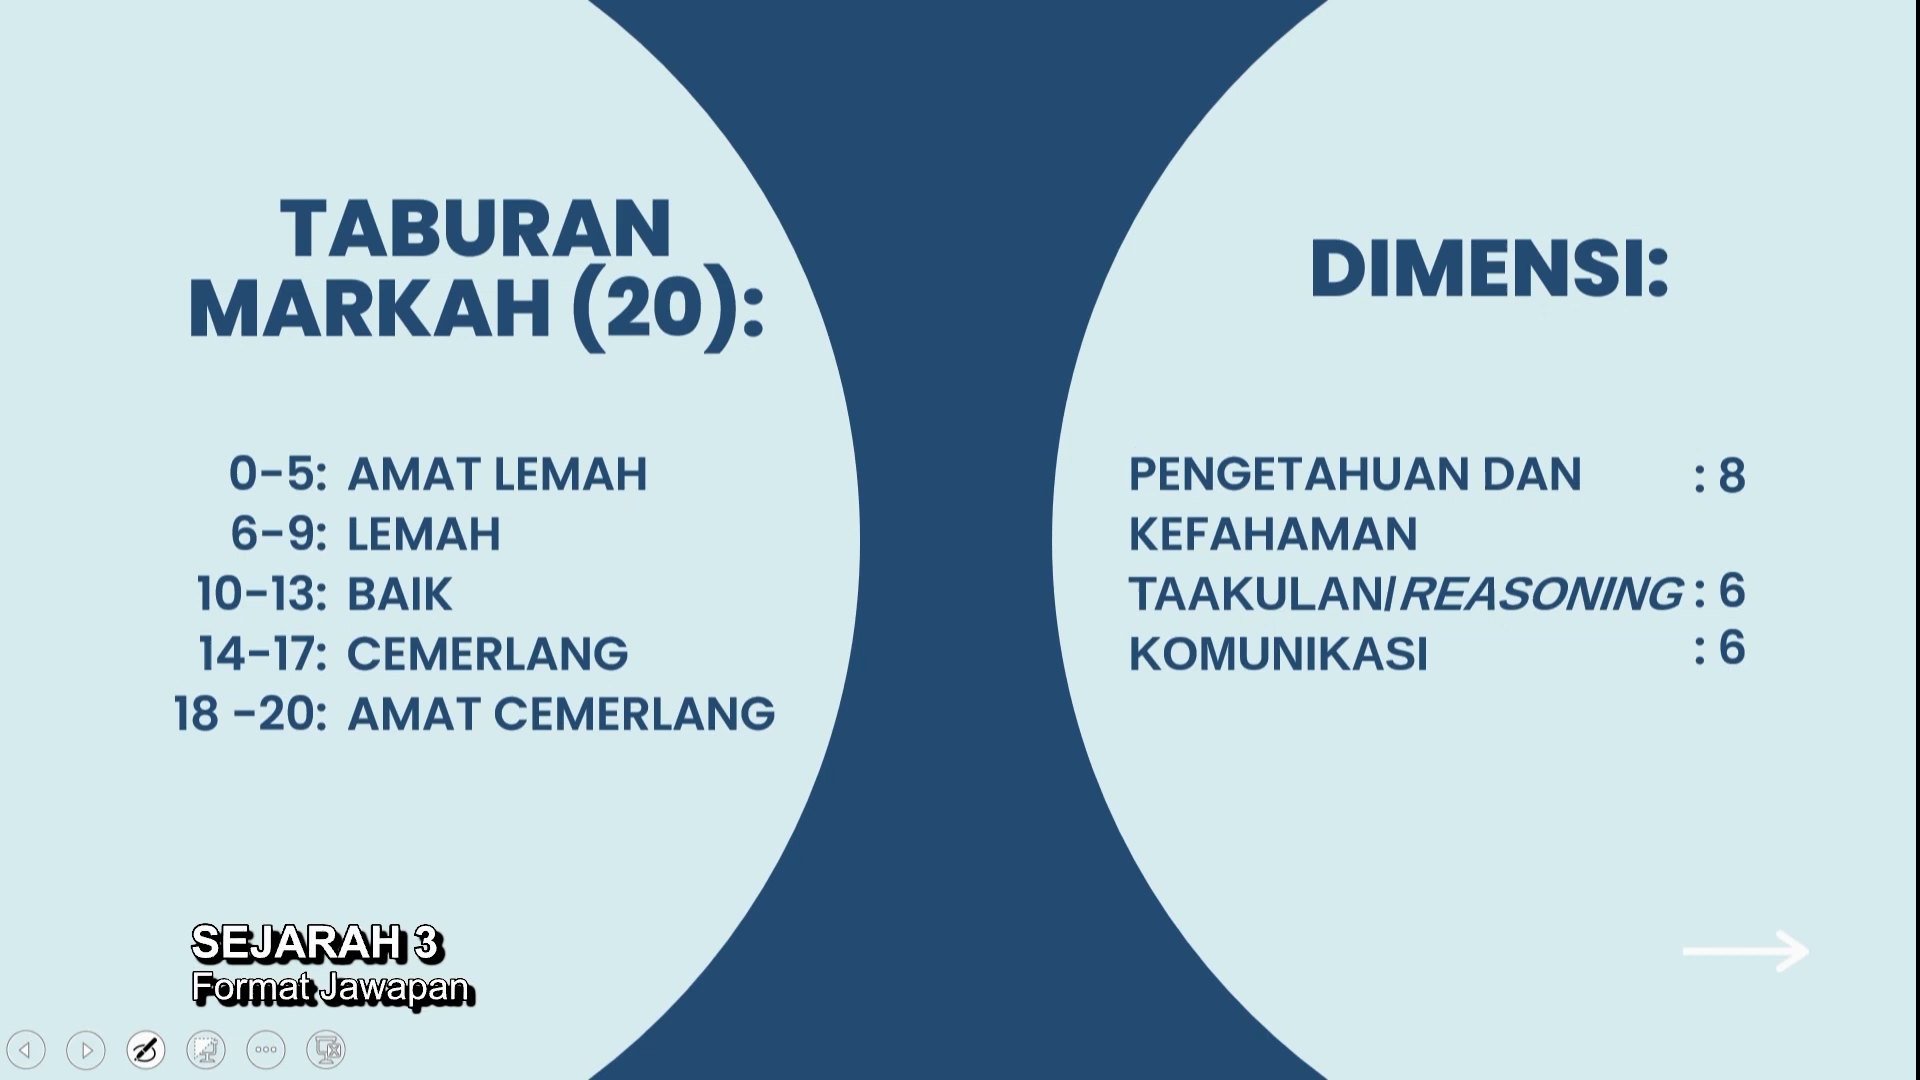 TABURAN
MARKAH (20):
0-5: AMAT LEMAH
6-9: LEMAH
10-13: BAIK
14-17: CEMERLANG
18 -20: AMAT CEMERLANG
DIMENSI:
PENGETAHUAN DAN : 8
KEFAHAMAN
TAAKULAN/REASONING : 6
KOMUNIKASI : 6
SEJARAH 3
Format Jawapan